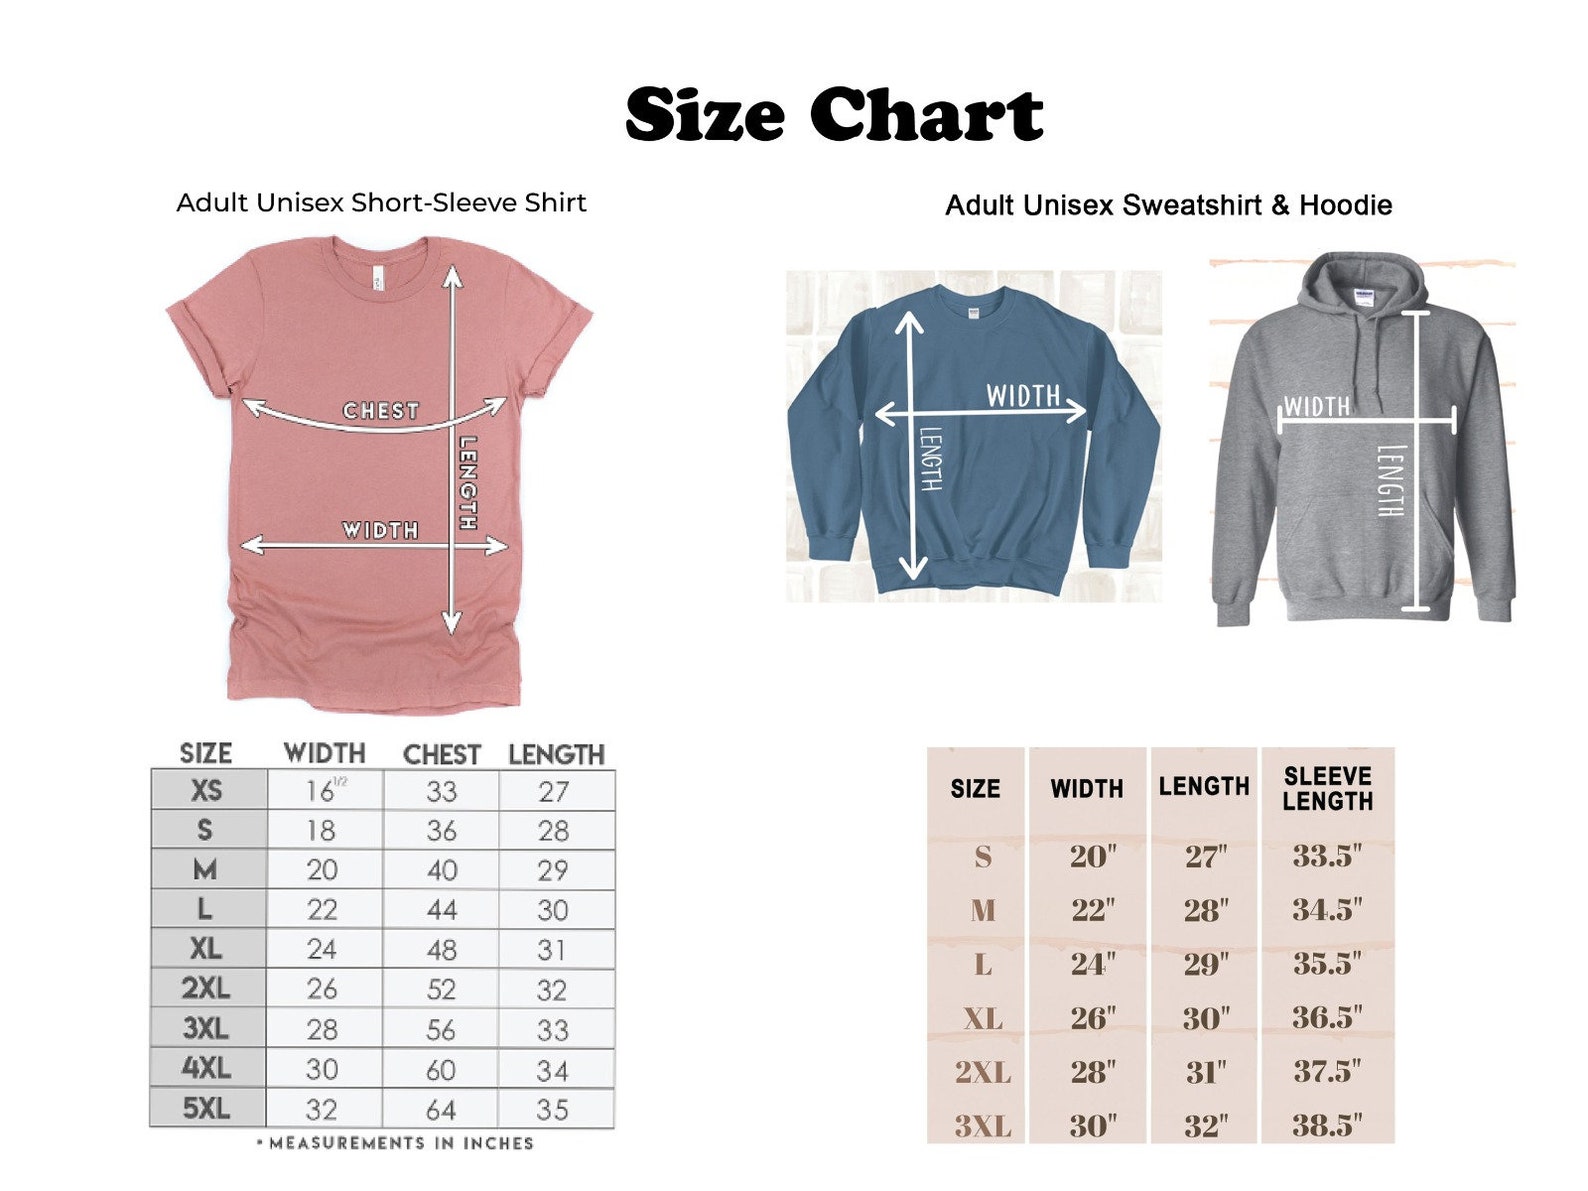 Size Chart
Adult Unisex Short-Sleeve Shirt
CHEST
LENGTH
WIDTH
SIZE WIDTH CHEST LENGTH
XS 16 1/2 33 27
S 18 36 28
M 20 40 29
L 22 44 30
XL 24 48 31
2XL 26 52 32
3XL 28 56 33
4XL 30 60 34
5XL 32 64 35
* MEASUREMENTS IN INCHES
Adult Unisex Sweatshirt & Hoodie
WIDTH
LENGTH
WIDTH
LENGTH
SIZE WIDTH LENGTH SLEEVE LENGTH
S 20" 27" 33.5"
M 22" 28" 34.5"
L 24" 29" 35.5"
XL 26" 30" 36.5"
2XL 28" 31" 37.5"
3XL 30" 32" 38.5"